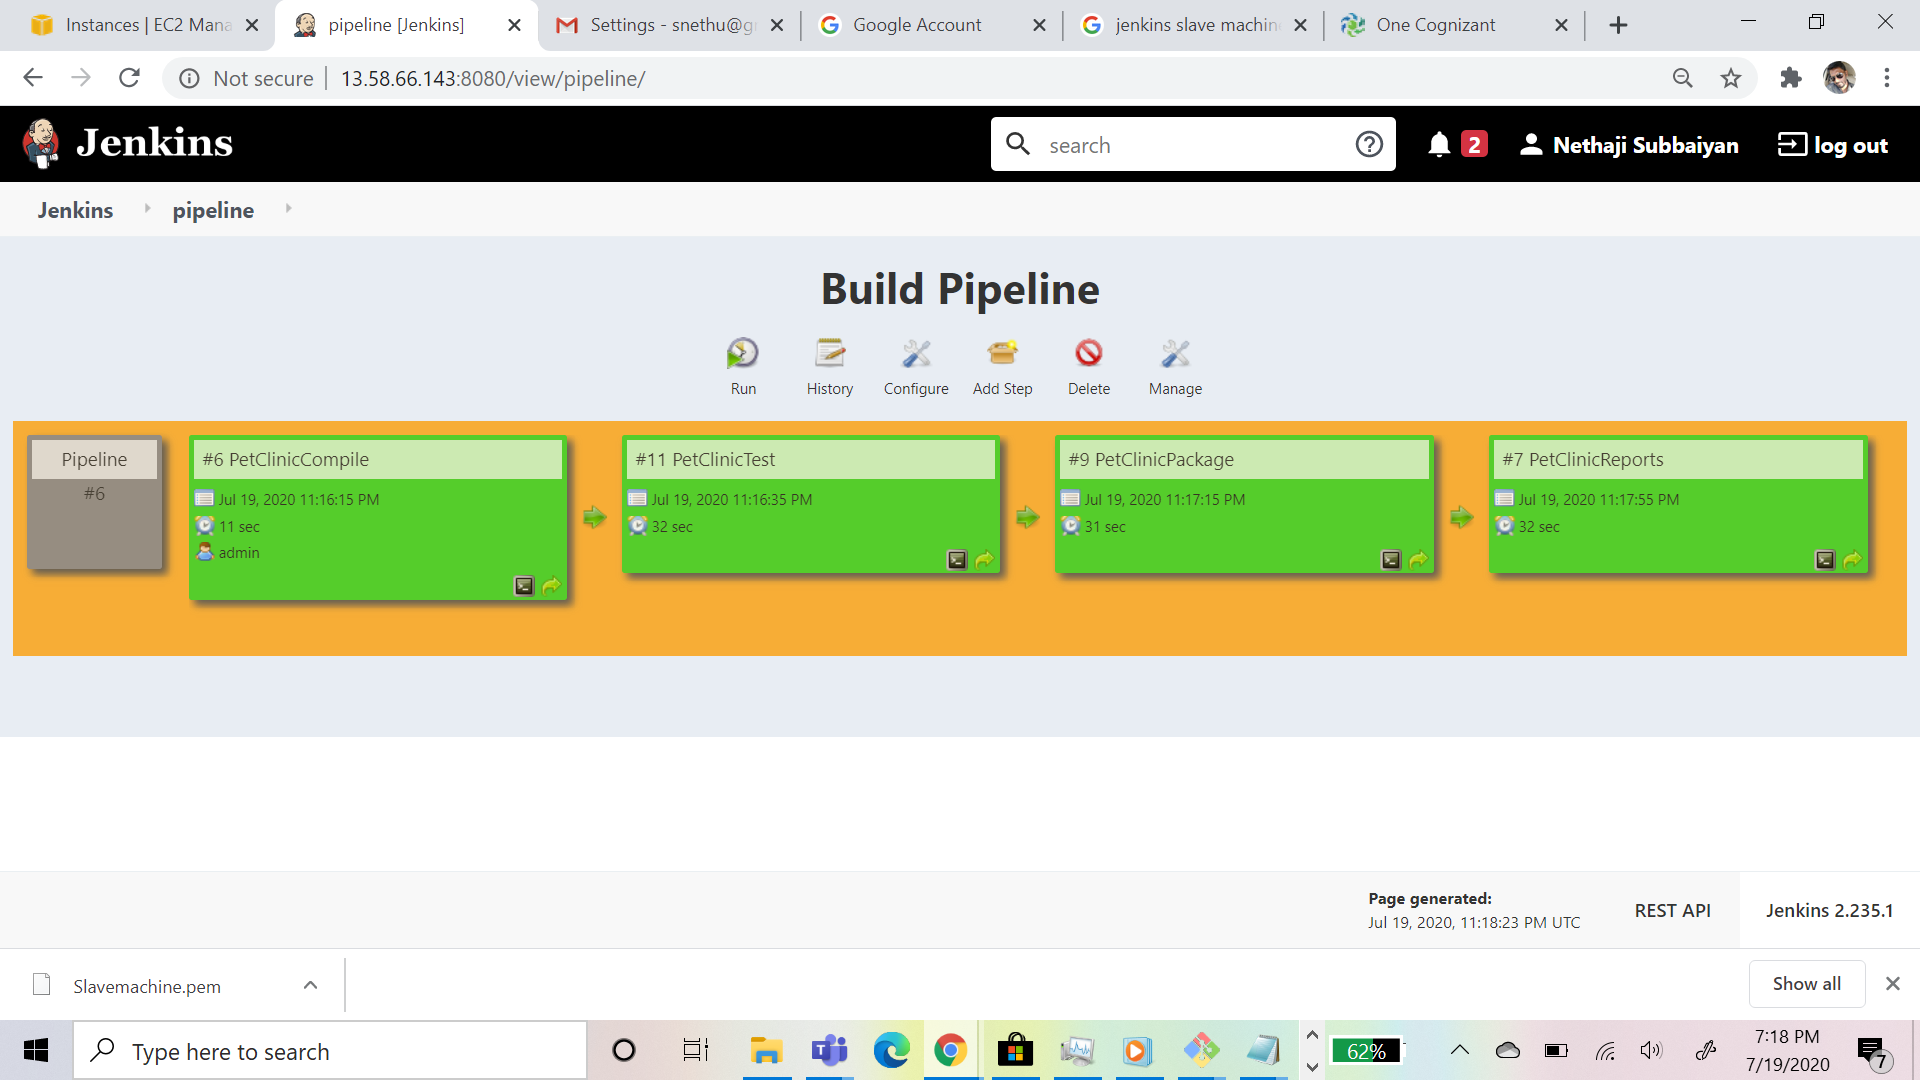 Instances | EC2 Mana
pipeline [Jenkins]
Settings - snethu@g
Google Account
jenkins slave machin
One Cognizant
Not secure
13.58.66.143:8080/view/pipeline/
Jenkins
search
2
Nethaji Subbaiyan
log out
Jenkins
pipeline
Build Pipeline
Run
History
Configure
Add Step
Delete
Manage
Pipeline
#6
#6 PetClinicCompile
Jul 19, 2020 11:16:15 PM
11 sec
admin
#11 PetClinicTest
Jul 19, 2020 11:16:35 PM
32 sec
#9 PetClinicPackage
Jul 19, 2020 11:17:15 PM
31 sec
#7 PetClinicReports
Jul 19, 2020 11:17:55 PM
32 sec
Page generated:
Jul 19, 2020, 11:18:23 PM UTC
REST API
Jenkins 2.235.1
Slavemachine.pem
Show all
Type here to search
62%
7:18 PM
7/19/2020
7